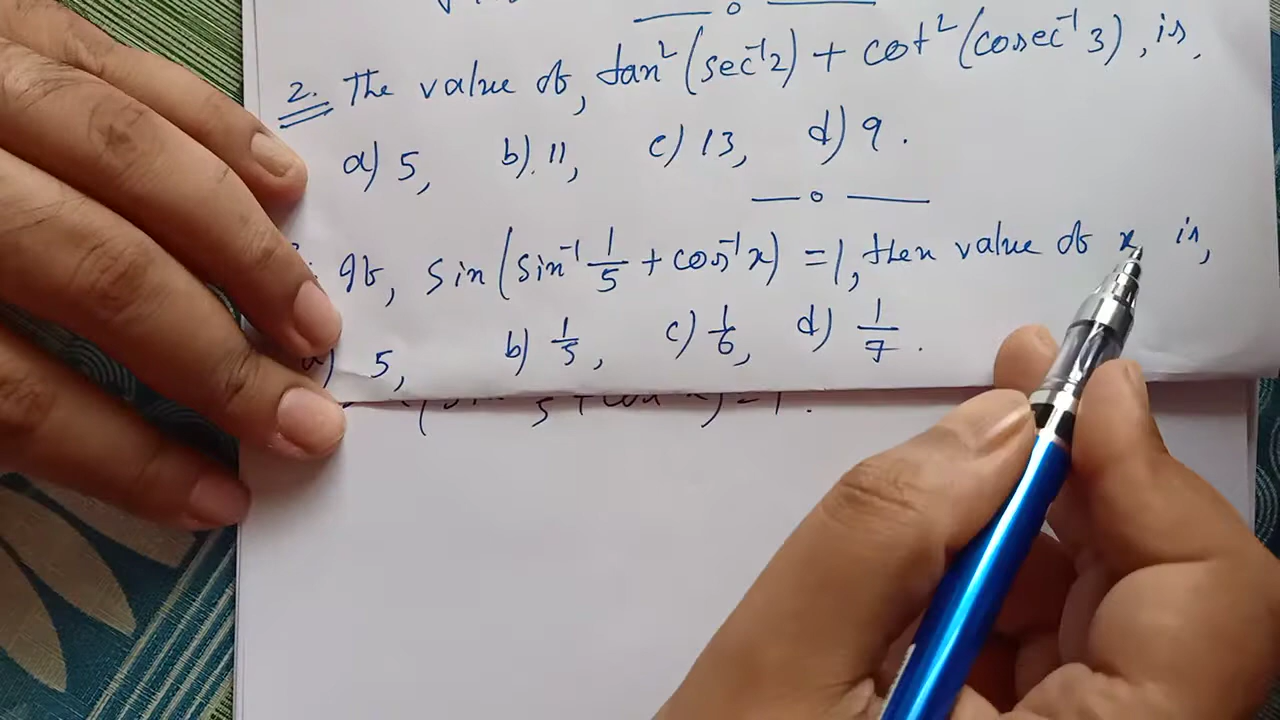 2. The value of, tan²(sec⁻¹2) + cot²(cosec⁻¹3), is,
a) 5, b) 11, c) 13, d) 9.
If, sin(sin⁻¹ 1/5 + cos⁻¹x) = 1, then value of x is,
a) 5, b) 1/5, c) 1/6, d) 1/7.